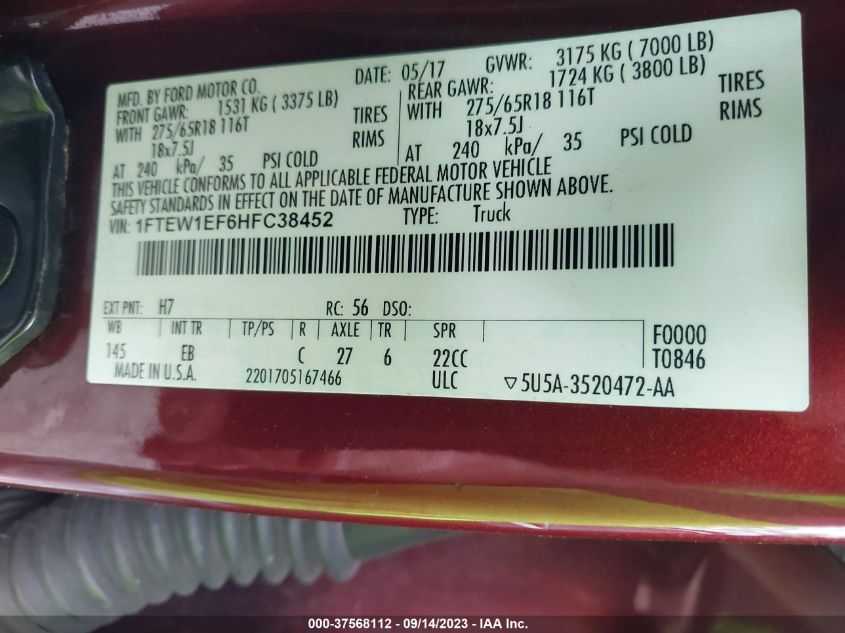 MFD. BY FORD MOTOR CO.
DATE: 05/17 GVWR: 3175 KG ( 7000 LB)
FRONT GAWR: 1531 KG ( 3375 LB)
REAR GAWR: 1724 KG ( 3800 LB)
WITH 275/65R18 116T TIRES
WITH 275/65R18 116T TIRES
18x7.5J RIMS
18x7.5J RIMS
AT 240 kPa/ 35 PSI COLD
AT 240 kPa/ 35 PSI COLD
THIS VEHICLE CONFORMS TO ALL APPLICABLE FEDERAL MOTOR VEHICLE
SAFETY STANDARDS IN EFFECT ON THE DATE OF MANUFACTURE SHOWN ABOVE.
VIN: 1FTEW1EF6HFC38452 TYPE: Truck
EXT PNT: H7 RC: 56 DSO:
WB INT TR TP/PS R AXLE TR SPR F0000
145 EB C 27 6 22CC T0846
MADE IN U.S.A. 2201705167466 ULC ▽5U5A-3520472-AA
000-37568112 - 09/14/2023 - IAA Inc.